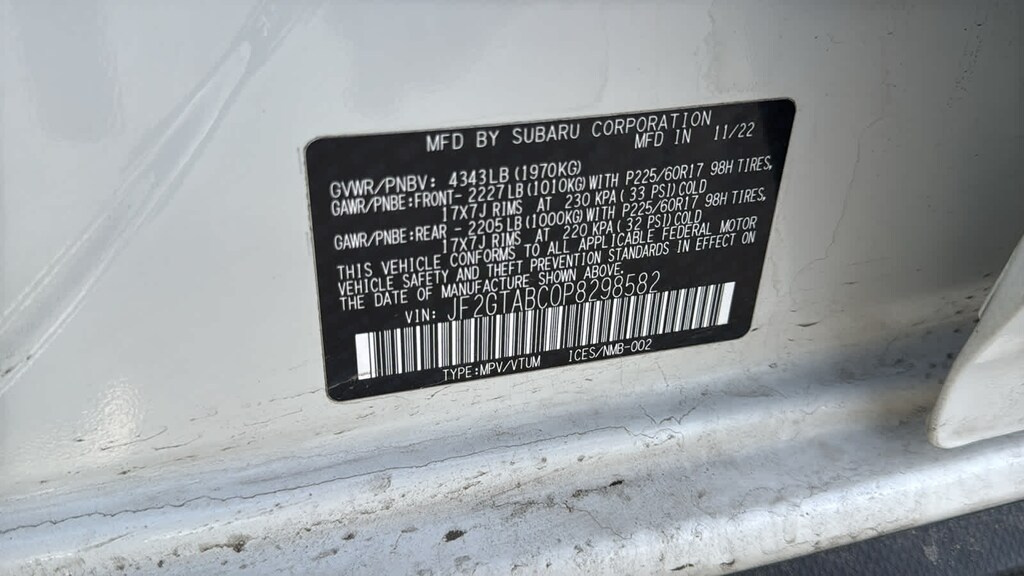 MFD BY SUBARU CORPORATION
MFD IN 11/22
GVWR/PNBV: 4343LB(1970KG)
GAWR/PNBE:FRONT- 2227LB(1010KG)WITH P225/60R17 98H TIRES,
17X7J RIMS AT 230 KPA( 33 PSI)COLD
GAWR/PNBE:REAR - 2205LB(1000KG)WITH P225/60R17 98H TIRES,
17X7J RIMS AT 220 KPA( 32 PSI)COLD.
THIS VEHICLE CONFORMS TO ALL APPLICABLE FEDERAL MOTOR
VEHICLE SAFETY AND THEFT PREVENTION STANDARDS IN EFFECT ON
THE DATE OF MANUFACTURE SHOWN ABOVE.
VIN: JF2GTABC0P8298582
TYPE:MPV/VTUM ICES/NMB-002